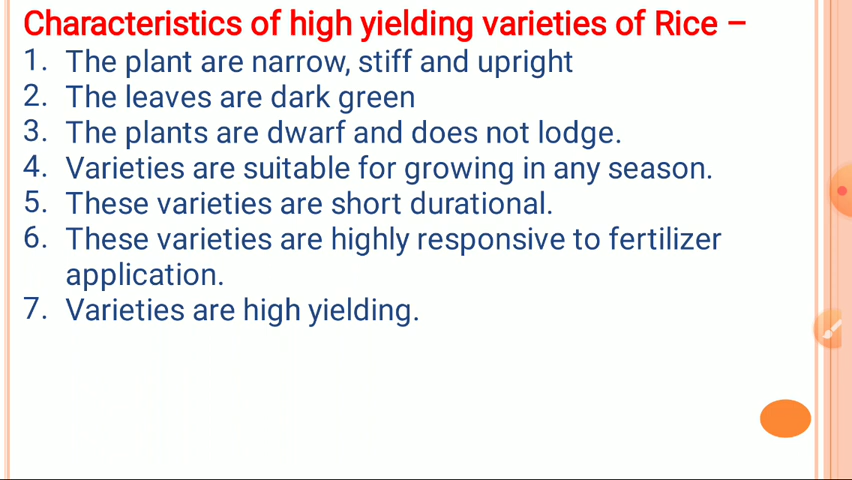 Characteristics of high yielding varieties of Rice –
1. The plant are narrow, stiff and upright
2. The leaves are dark green
3. The plants are dwarf and does not lodge.
4. Varieties are suitable for growing in any season.
5. These varieties are short durational.
6. These varieties are highly responsive to fertilizer
application.
7. Varieties are high yielding.